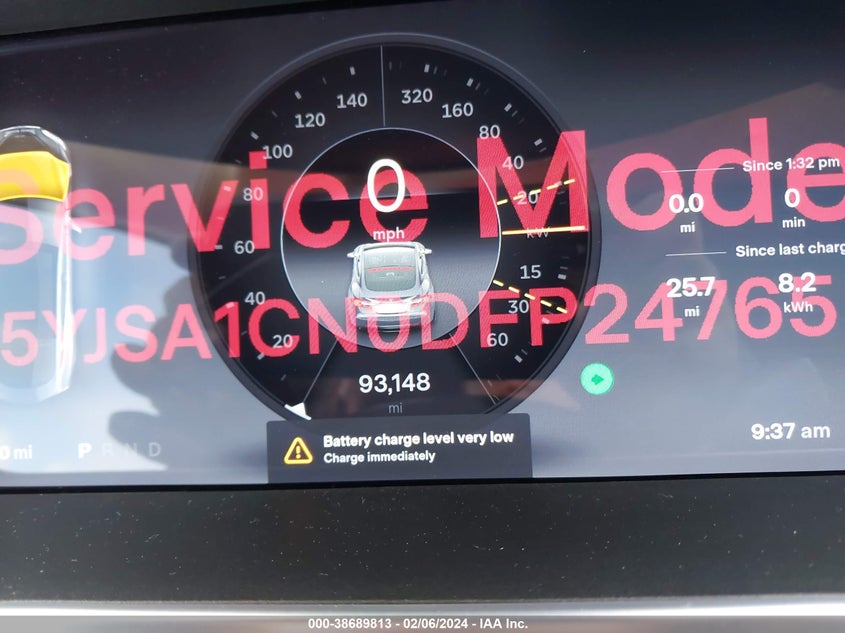 Service Mode
5YJSA1CN0DFP24765
0
mph
20
40
60
80
100
120
140
320
160
80
40
20
kW
15
30
60
93,148
mi
Since 1:32 pm
0.0 0
mi min
Since last charg
25.7 8.2
mi kWh
9:37 am
0 mi P R N D
Battery charge level very low
Charge immediately
000-38689813 - 02/06/2024 - IAA Inc.